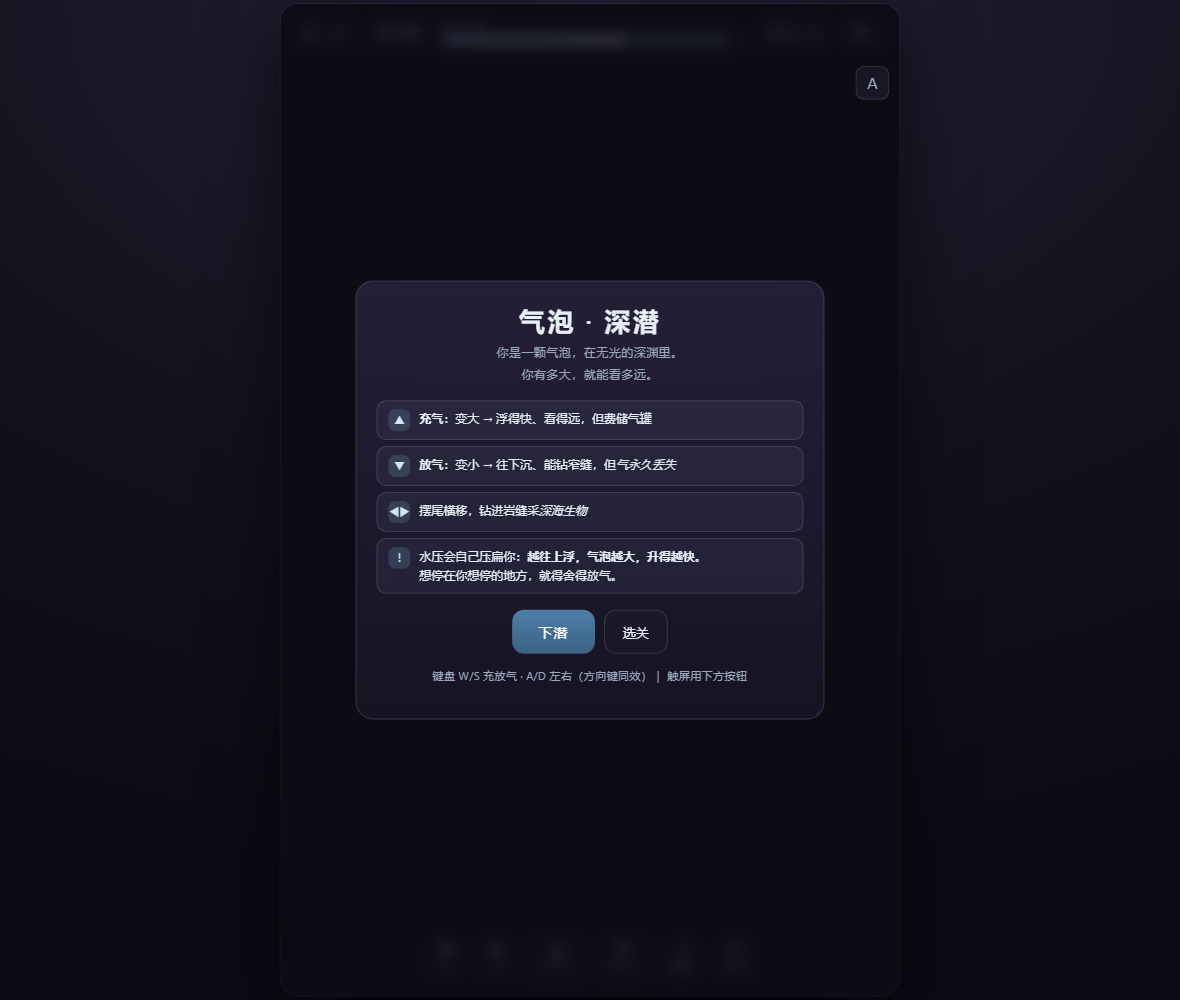 A
气泡 · 深潜
你是一颗气泡，在无光的深渊里。
你有多大，就能看多远。
▲ 充气：变大 → 浮得快、看得远，但费储气罐
▼ 放气：变小 → 往下沉、能钻窄缝，但气永久丢失
◀▶ 摆尾横移，钻进岩缝采深海生物
! 水压会自己压扁你：越往上浮，气泡越大，升得越快。
想停在你想停的地方，就得舍得放气。
下潜 选关
键盘 W/S 充放气 · A/D 左右（方向键同效） | 触屏用下方按钮